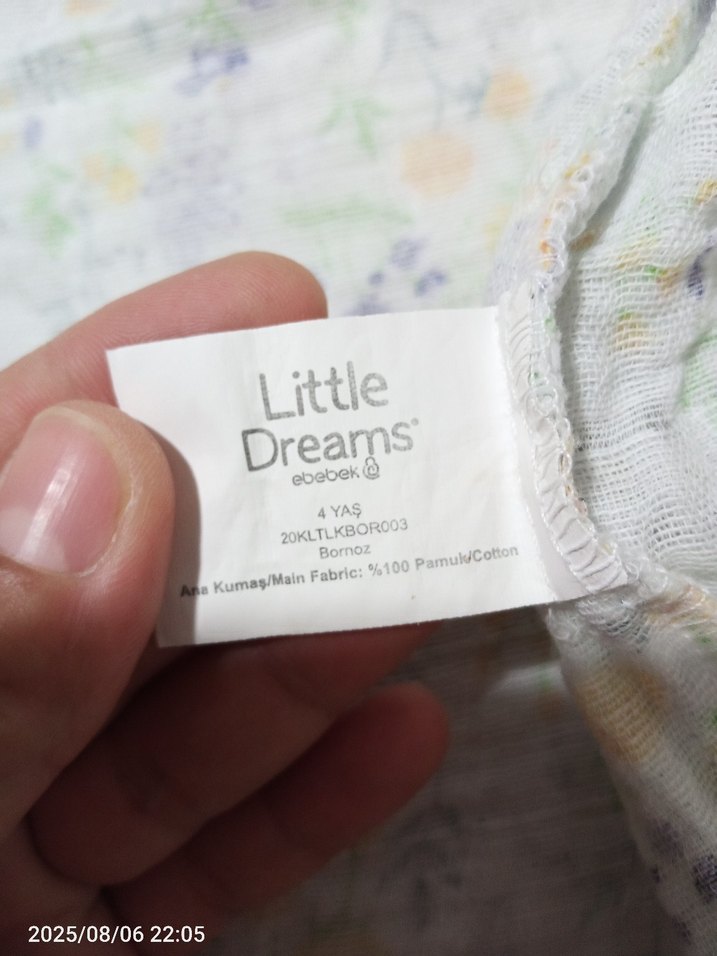 Little
Dreams®
ebebek
4 YAŞ
20KLTLKBOR003
Bornoz
Ana Kumaş/Main Fabric: %100 Pamuk/Cotton
2025/08/06 22:05